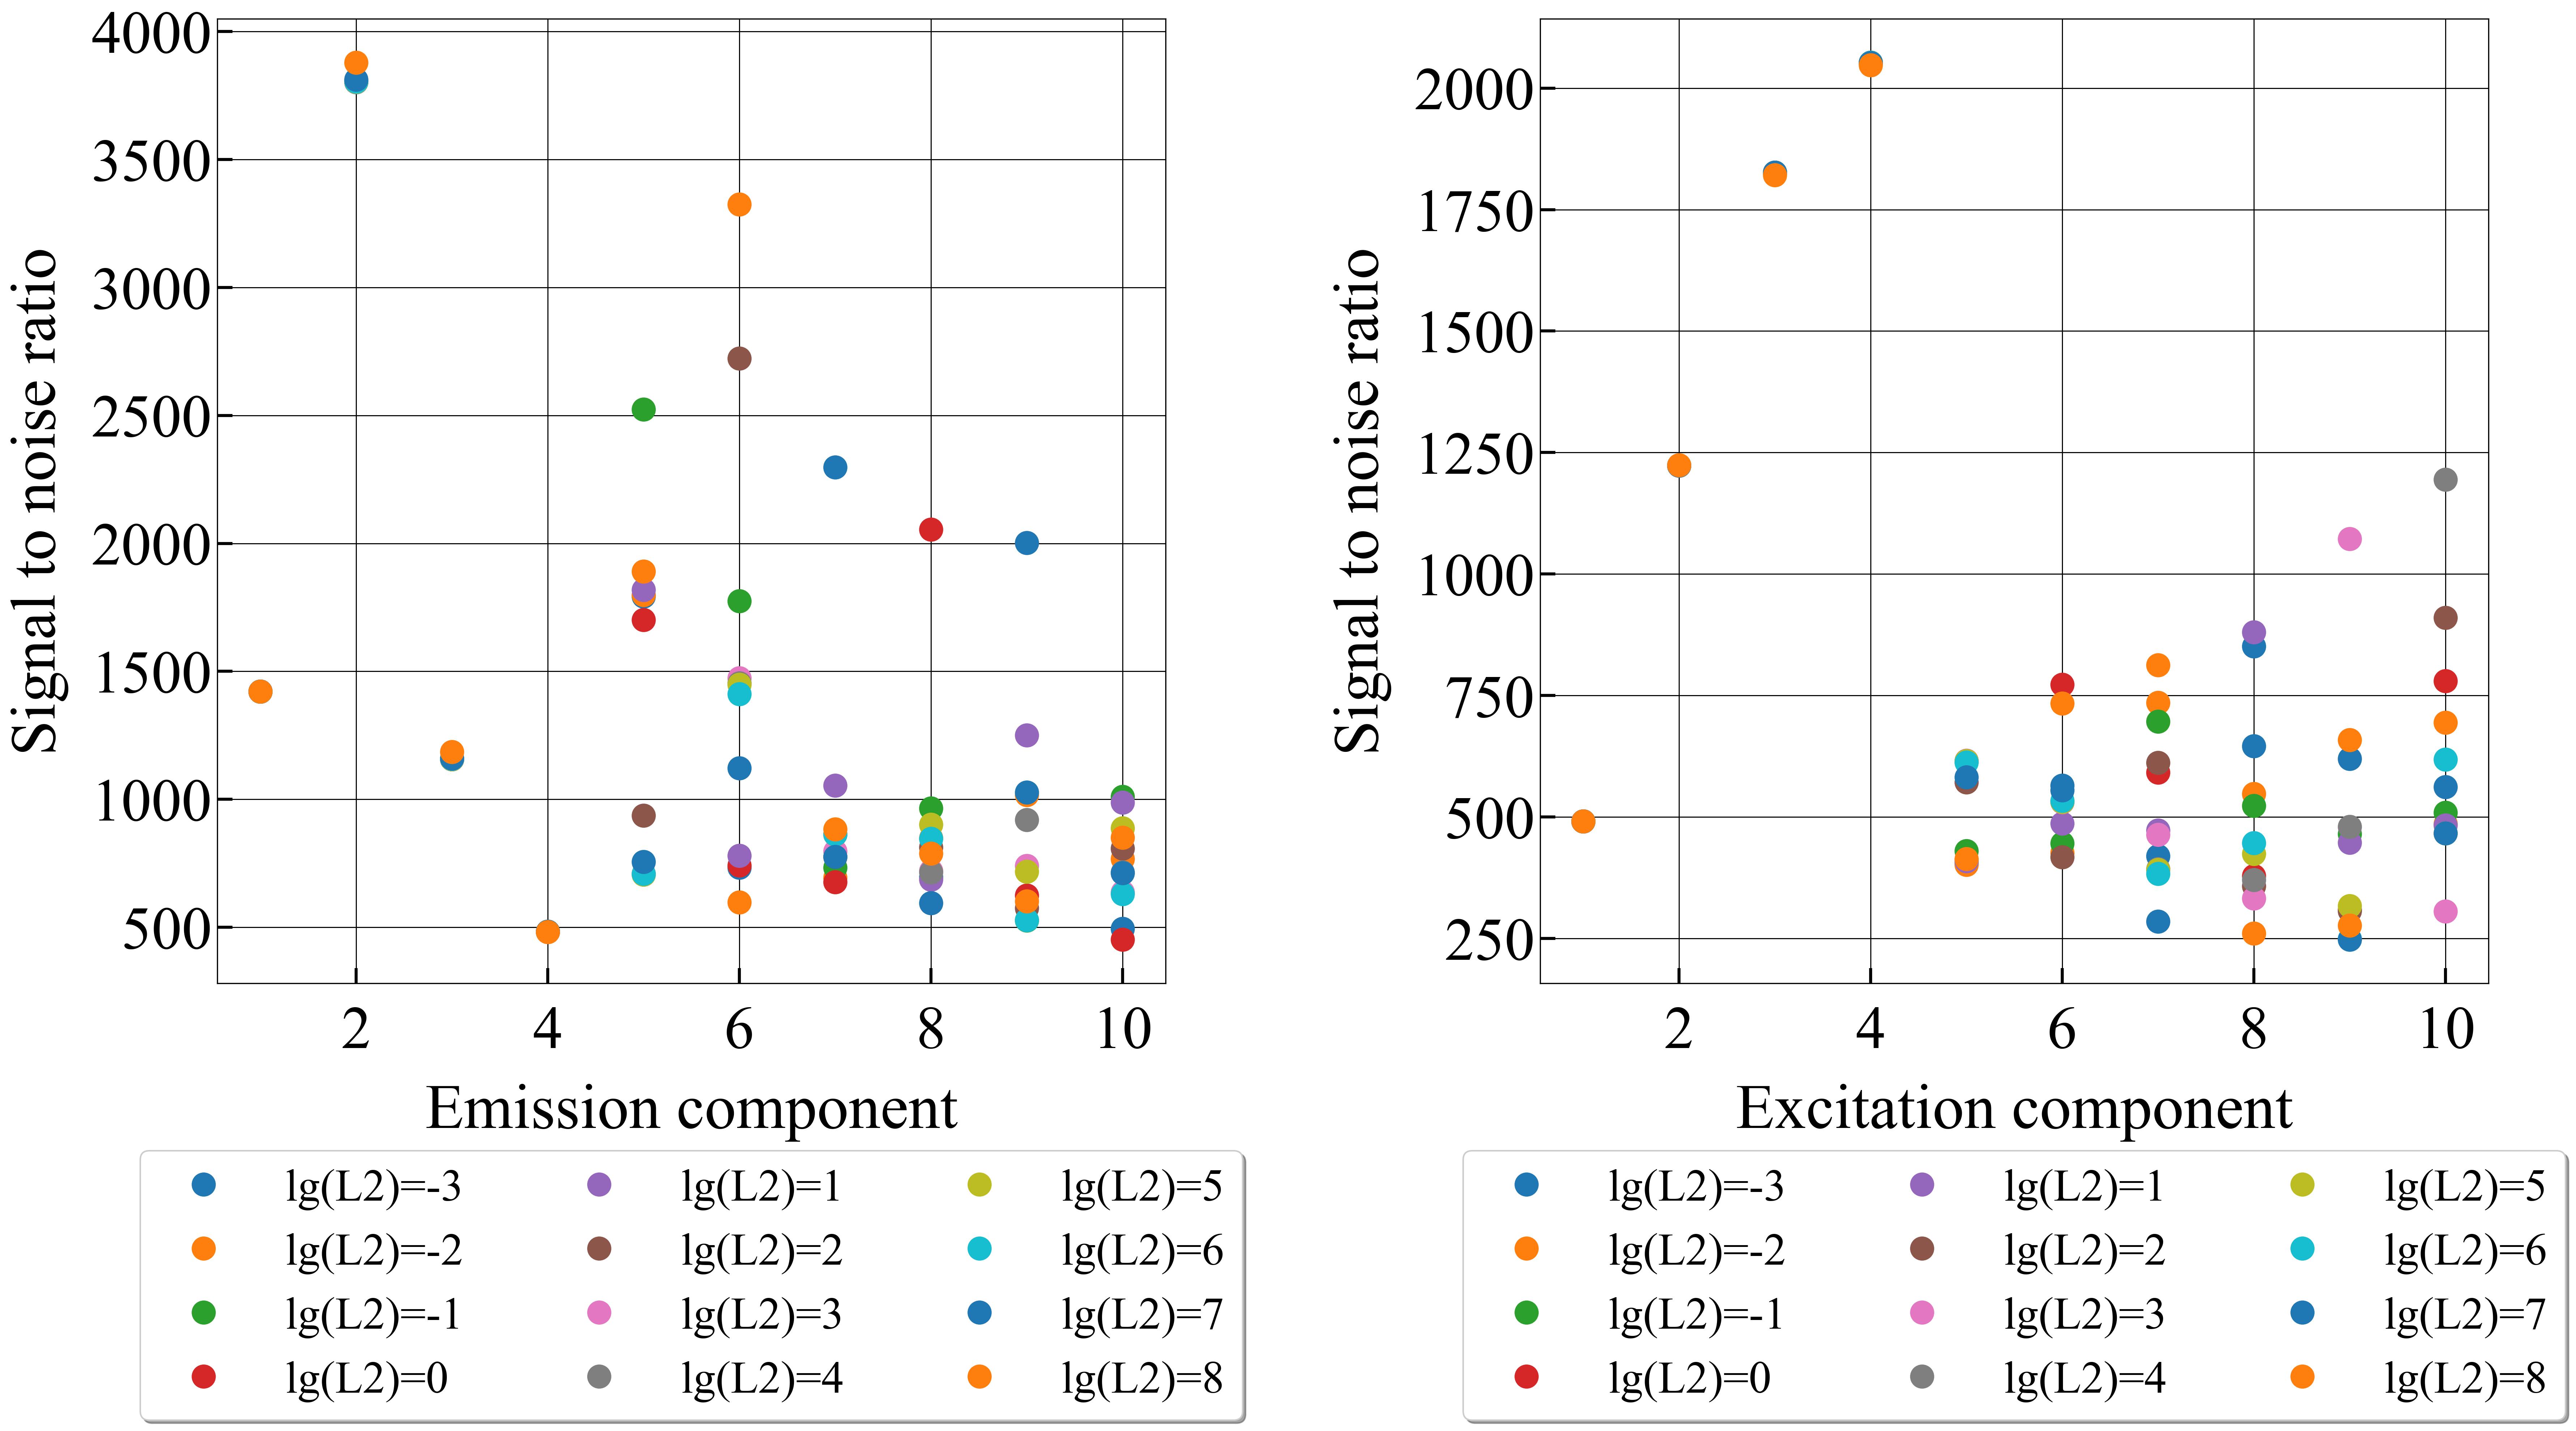 Signal to noise ratio
4000
3500
3000
2500
2000
1500
1000
500
2 4 6 8 10
Emission component
lg(L2)=-3 lg(L2)=1 lg(L2)=5
lg(L2)=-2 lg(L2)=2 lg(L2)=6
lg(L2)=-1 lg(L2)=3 lg(L2)=7
lg(L2)=0 lg(L2)=4 lg(L2)=8
Signal to noise ratio
2000
1750
1500
1250
1000
750
500
250
2 4 6 8 10
Excitation component
lg(L2)=-3 lg(L2)=1 lg(L2)=5
lg(L2)=-2 lg(L2)=2 lg(L2)=6
lg(L2)=-1 lg(L2)=3 lg(L2)=7
lg(L2)=0 lg(L2)=4 lg(L2)=8